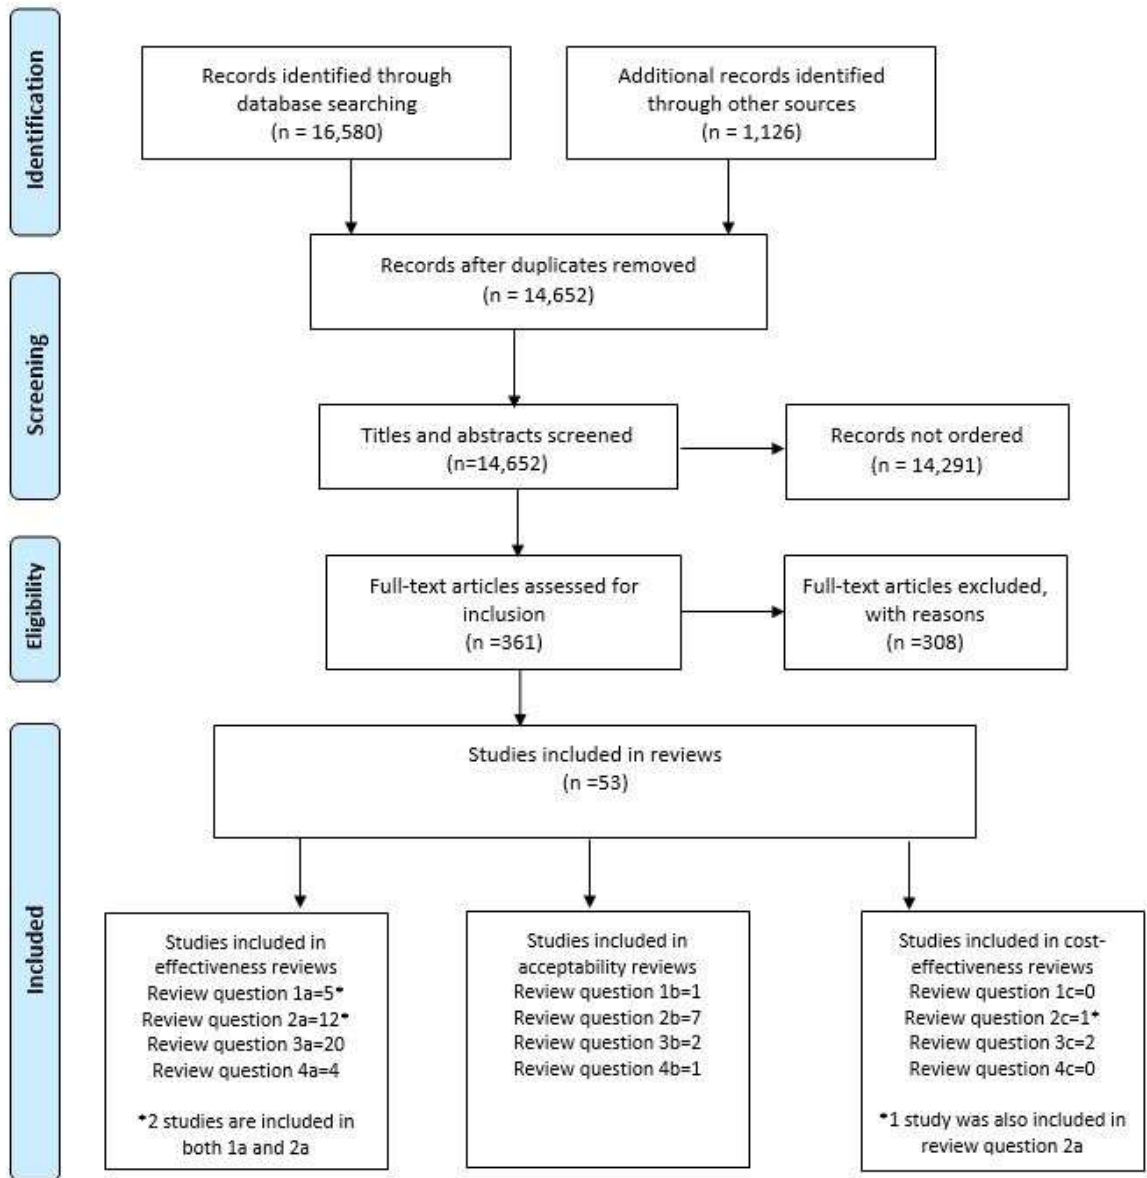 Identification
Records identified through
database searching
(n = 16,580)
Additional records identified
through other sources
(n = 1,126)
Records after duplicates removed
(n = 14,652)
Screening
Titles and abstracts screened
(n=14,652)
Records not ordered
(n = 14,291)
Eligibility
Full-text articles assessed for
inclusion
(n =361)
Full-text articles excluded,
with reasons
(n =308)
Included
Studies included in reviews
(n =53)
Studies included in
effectiveness reviews
Review question 1a=5*
Review question 2a=12*
Review question 3a=20
Review question 4a=4
*2 studies are included in
both 1a and 2a
Studies included in
acceptability reviews
Review question 1b=1
Review question 2b=7
Review question 3b=2
Review question 4b=1
Studies included in cost-
effectiveness reviews
Review question 1c=0
Review question 2c=1*
Review question 3c=2
Review question 4c=0
*1 study was also included in
review question 2a